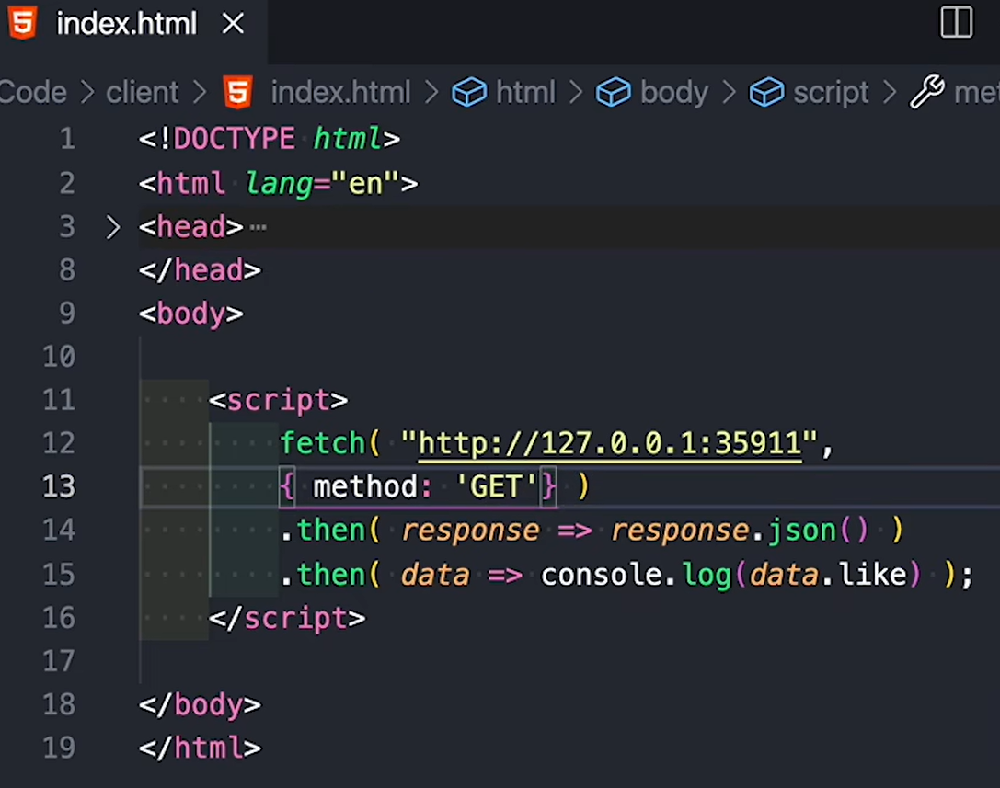 index.html
Code > client > index.html > html > body > script > met
1 <!DOCTYPE html>
2 <html lang="en">
3 <head>
8 </head>
9 <body>
10
11 <script>
12 fetch( "http://127.0.0.1:35911",
13 { method: 'GET'} )
14 .then( response => response.json() )
15 .then( data => console.log(data.like) );
16 </script>
17
18 </body>
19 </html>